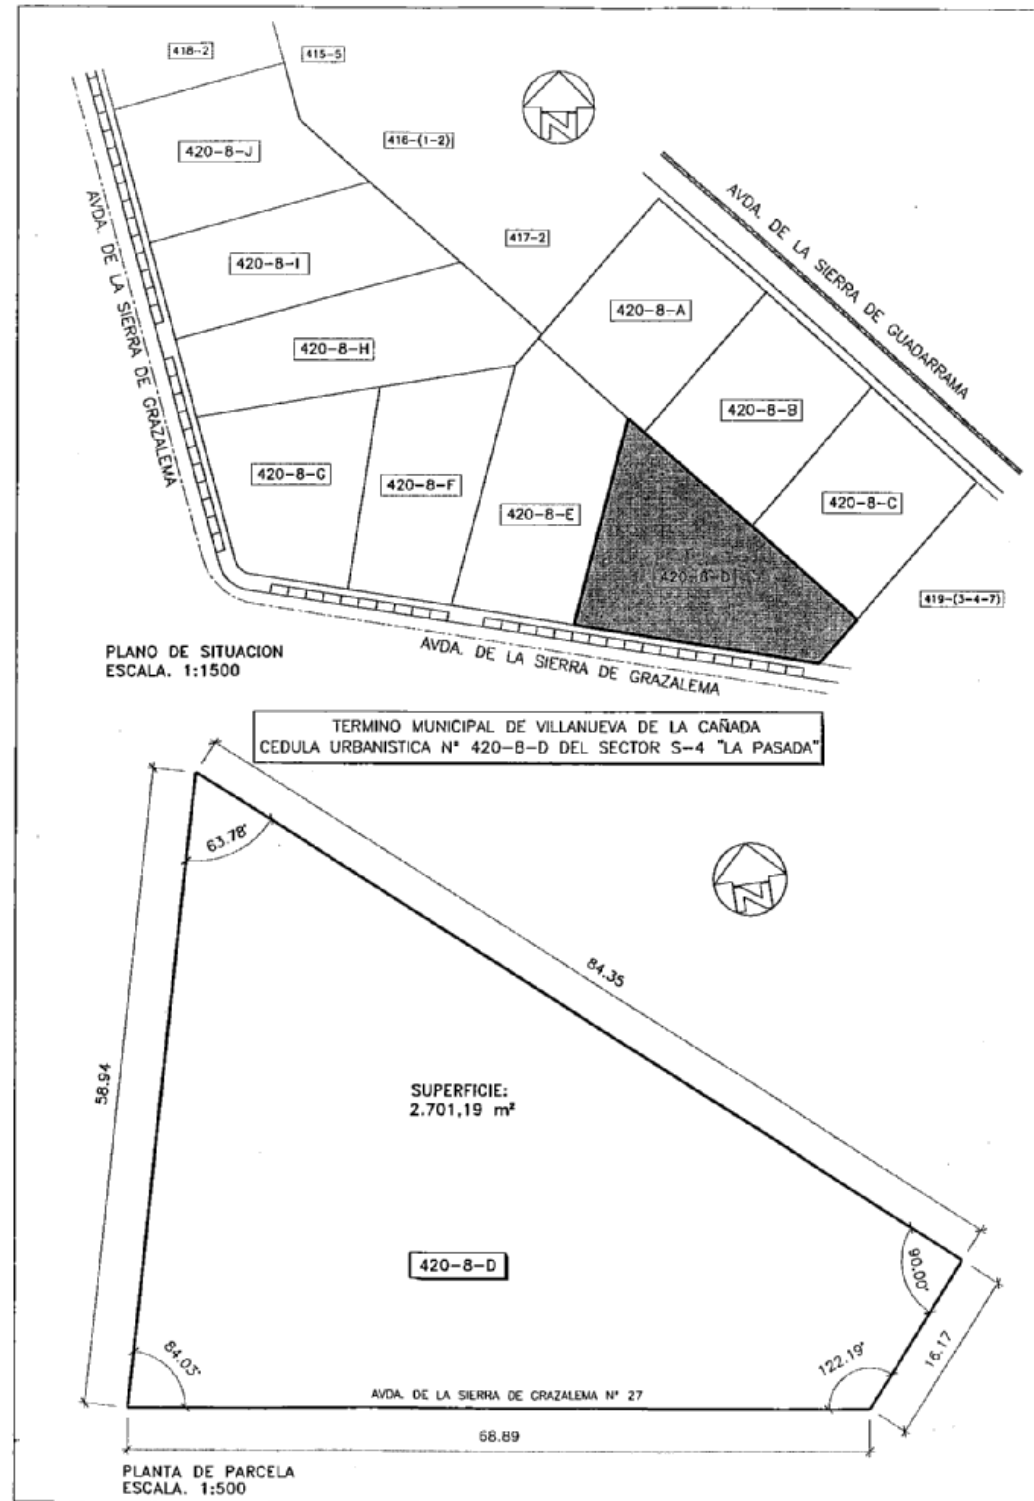 418-2
415-5
416-(1-2)
420-8-J
N
AVDA. DE LA SIERRA DE GRAZALEMA
AVDA. DE LA SIERRA DE GUADARRAMA
417-2
420-8-I
420-8-A
420-8-H
420-8-B
420-8-G
420-8-F
420-8-E
420-8-C
420-8-D
419-(3-4-7)
PLANO DE SITUACION
ESCALA. 1:1500
AVDA. DE LA SIERRA DE GRAZALEMA
TERMINO MUNICIPAL DE VILLANUEVA DE LA CAÑADA
CEDULA URBANISTICA Nº 420-8-D DEL SECTOR S-4 "LA PASADA"
63.78°
N
84.35
58.94
SUPERFICIE:
2.701,19 m²
420-8-D
90.00°
84.03°
122.19°
16.17
AVDA. DE LA SIERRA DE GRAZALEMA Nº 27
68.89
PLANTA DE PARCELA
ESCALA. 1:500